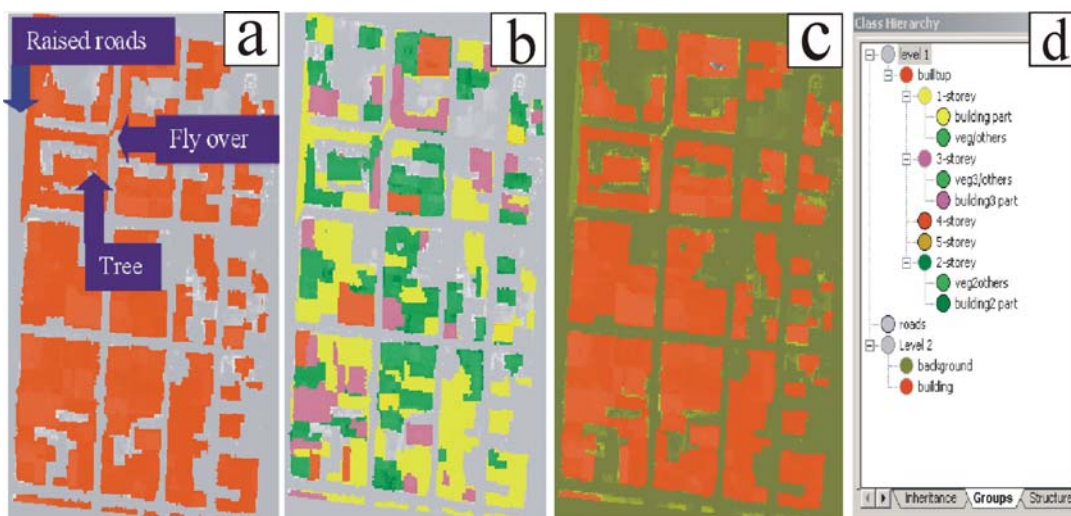 a
Raised roads
Fly over
Tree
b
c
d
Class Hierarchy
level 1
builtup
1-storey
building part
veg/others
3-storey
veg3/others
building3 part
4-storey
5-storey
2-storey
veg2others
building2 part
roads
Level 2
background
building
Inheritance Groups Structure